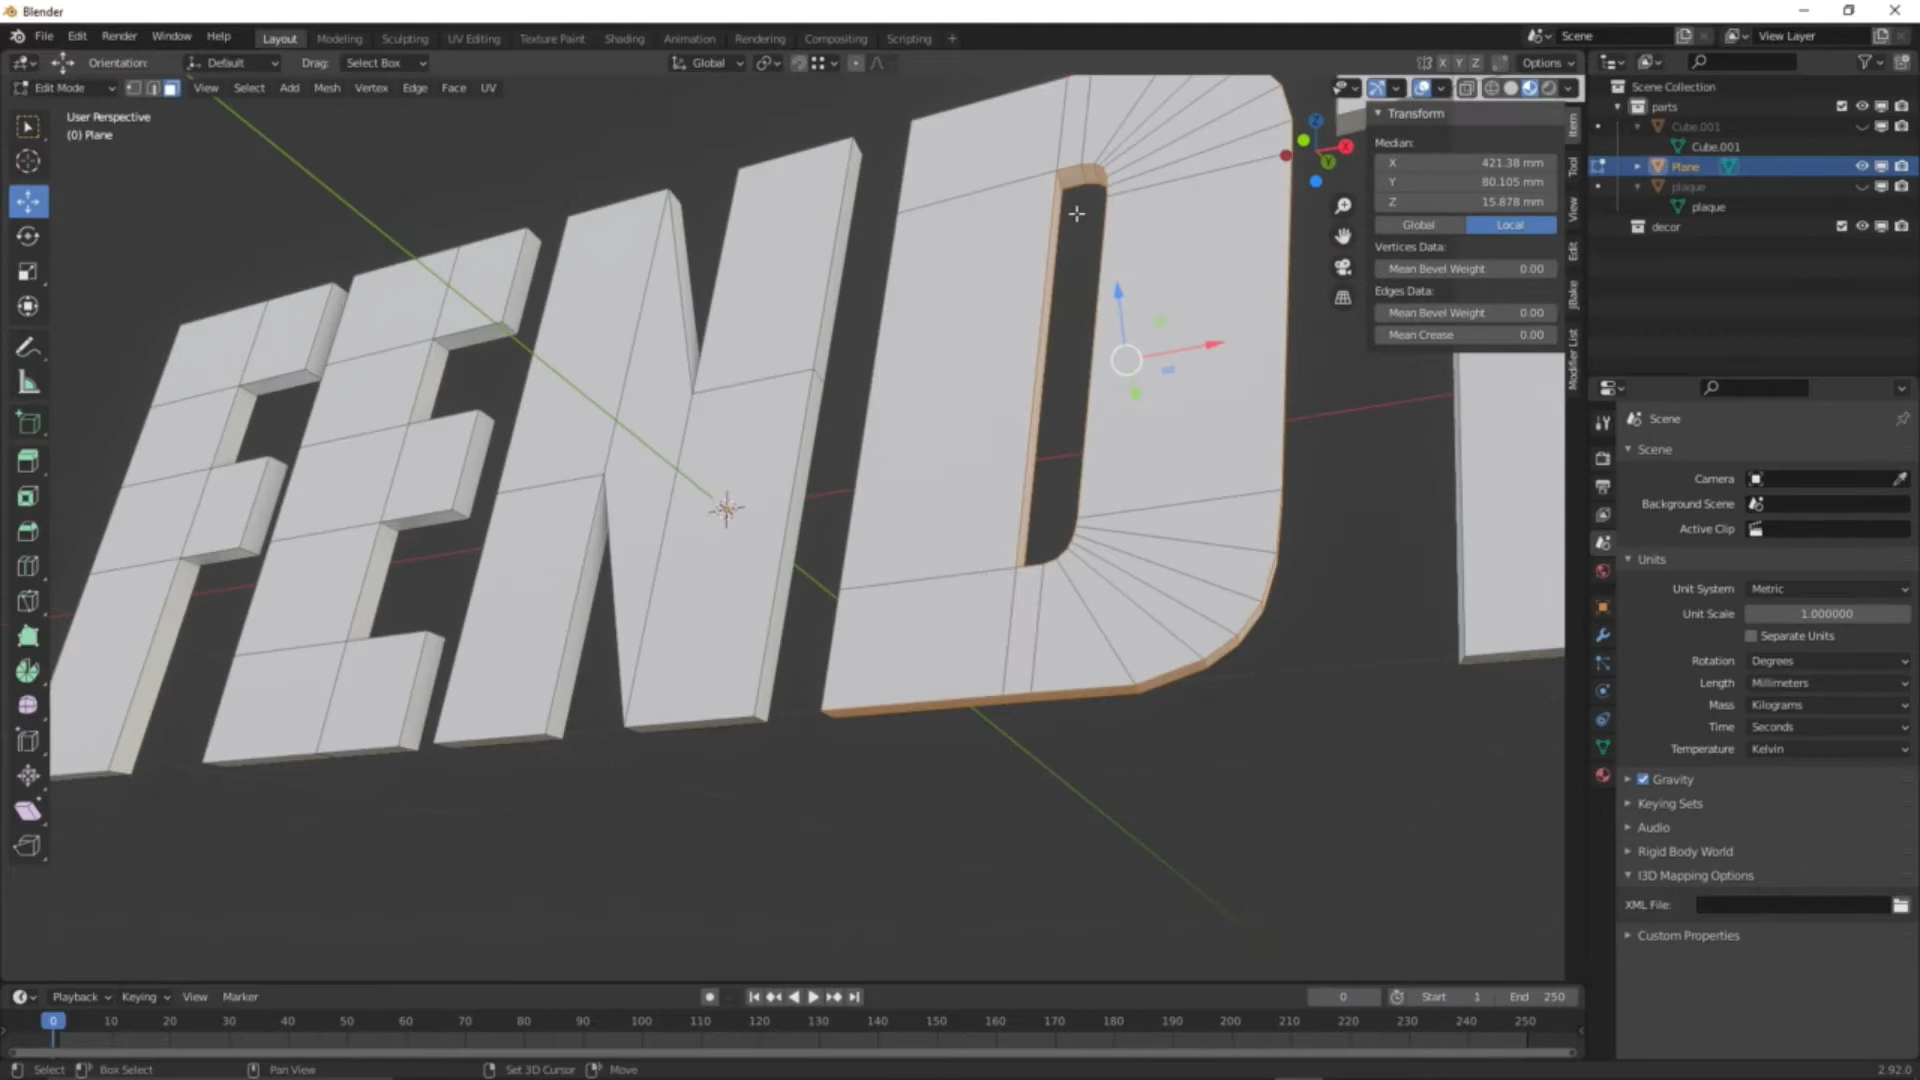 Blender
File Edit Render Window Help
Layout Modeling Sculpting UV Editing Texture Paint Shading Animation Rendering Compositing Scripting +
Scene
View Layer
Orientation: Default Drag: Select Box
Global
X Y Z Options
Edit Mode View Select Add Mesh Vertex Edge Face UV
User Perspective
(0) Plane
FEND
Transform
Median:
X 421.38 mm
Y 80.105 mm
Z 15.878 mm
Global Local
Vertices Data:
Mean Bevel Weight 0.00
Edges Data:
Mean Bevel Weight 0.00
Mean Crease 0.00
Item
Tool
View
Edit
JBake
Modifier List
Z
X
Y
Scene Collection
parts
Cube.001
Cube.001
Plane
plaque
plaque
decor
Scene
Scene
Camera
Background Scene
Active Clip
Units
Unit System Metric
Unit Scale 1.000000
Separate Units
Rotation Degrees
Length Millimeters
Mass Kilograms
Time Seconds
Temperature Kelvin
Gravity
Keying Sets
Audio
Rigid Body World
I3D Mapping Options
XML File:
Custom Properties
Playback Keying View Marker
0 Start 1 End 250
0 10 20 30 40 50 60 70 80 90 100 110 120 130 140 150 160 170 180 190 200 210 220 230 240 250
Select Box Select Pan View Set 3D Cursor Move 2.92.0